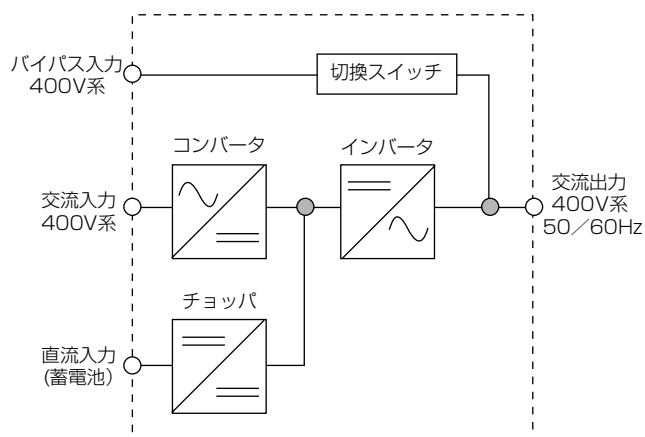 バイパス入力
400V系
切換スイッチ
コンバータ
インバータ
交流入力
400V系
交流出力
400V系
50／60Hz
チョッパ
直流入力
(蓄電池)